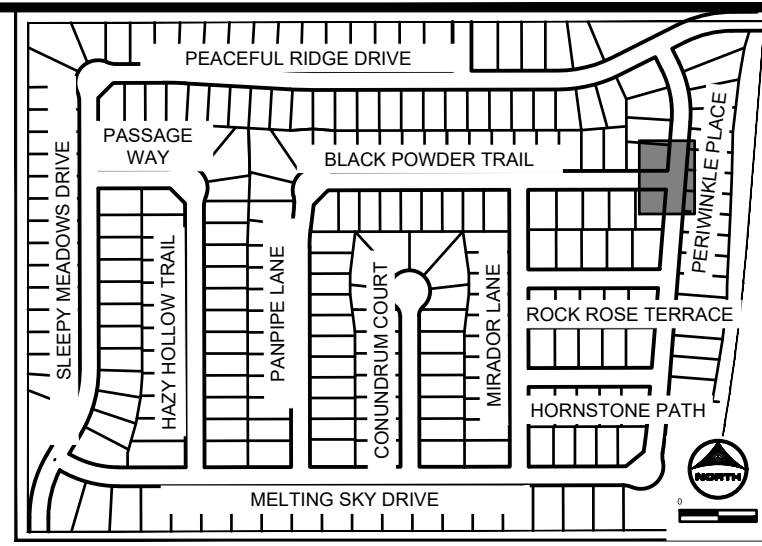 PEACEFUL RIDGE DRIVE
PASSAGE
WAY
BLACK POWDER TRAIL
PERIWINKLE PLACE
SLEEPY MEADOWS DRIVE
HAZY HOLLOW TRAIL
PANPIPE LANE
CONUNDRUM COURT
MIRADOR LANE
ROCK ROSE TERRACE
HORNSTONE PATH
MELTING SKY DRIVE
NORTH
0